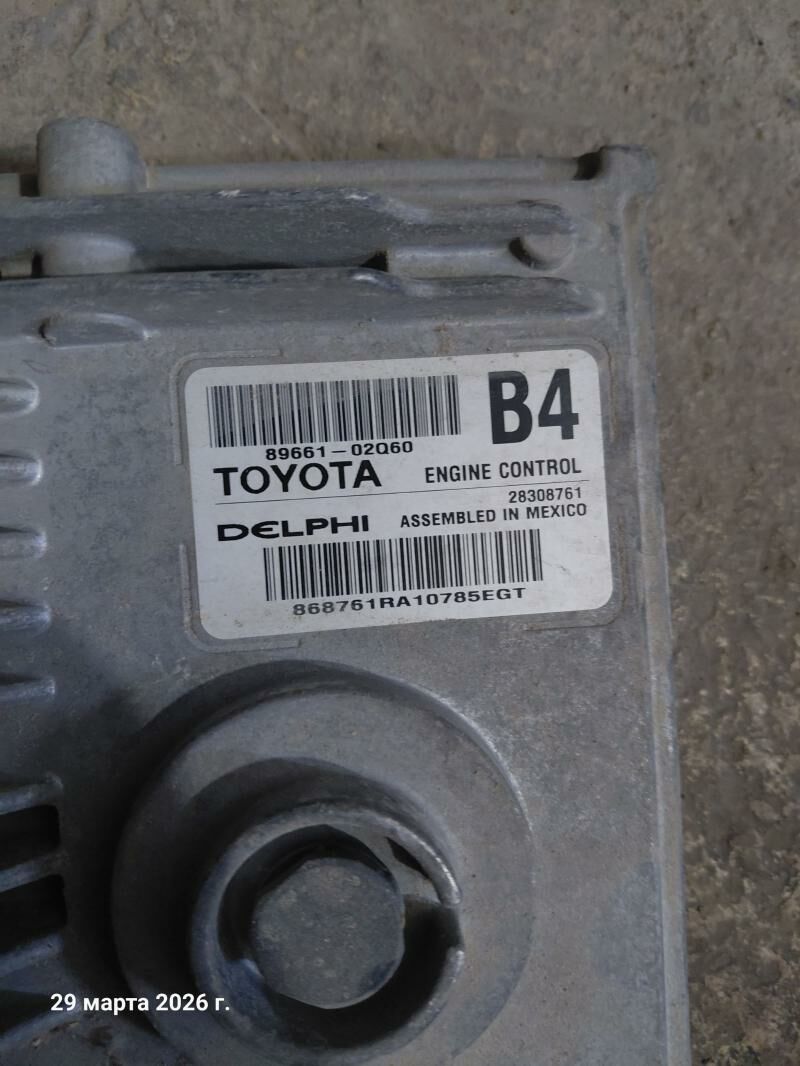 B4
89661-02Q60
TOYOTA ENGINE CONTROL
28308761
DELPHI ASSEMBLED IN MEXICO
868761RA10785EGT
29 марта 2026 г.